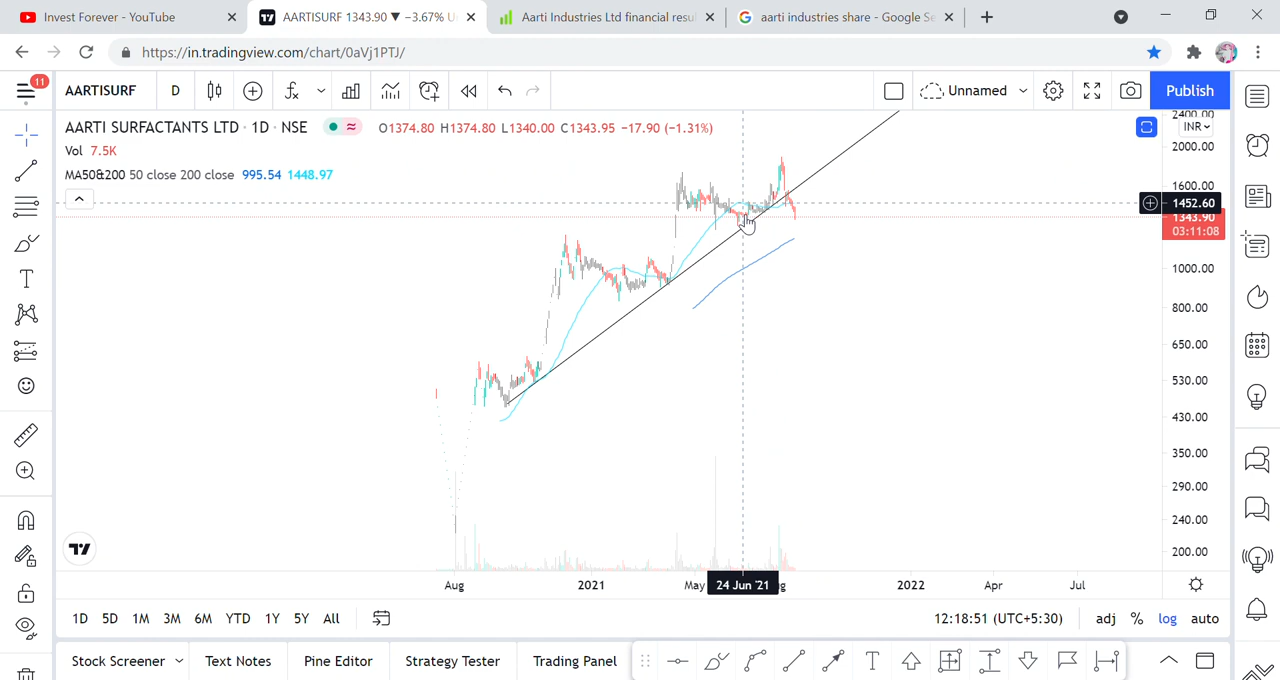 Invest Forever - YouTube
AARTISURF 1343.90 ▼ −3.67% U
Aarti Industries Ltd financial resu
aarti industries share - Google Se
https://in.tradingview.com/chart/0aVj1PTJ/
11
AARTISURF
D
Unnamed
Publish
AARTI SURFACTANTS LTD · 1D · NSE
O1374.80 H1374.80 L1340.00 C1343.95 −17.90 (−1.31%)
Vol 7.5K
MA50&200 50 close 200 close 995.54 1448.97
2400.00
INR
2000.00
1600.00
1452.60
1343.90
03:11:08
1000.00
800.00
650.00
530.00
430.00
350.00
290.00
240.00
200.00
Aug
2021
May
24 Jun '21
2022
Apr
Jul
1D 5D 1M 3M 6M YTD 1Y 5Y All
12:18:51 (UTC+5:30)
adj % log auto
Stock Screener
Text Notes
Pine Editor
Strategy Tester
Trading Panel